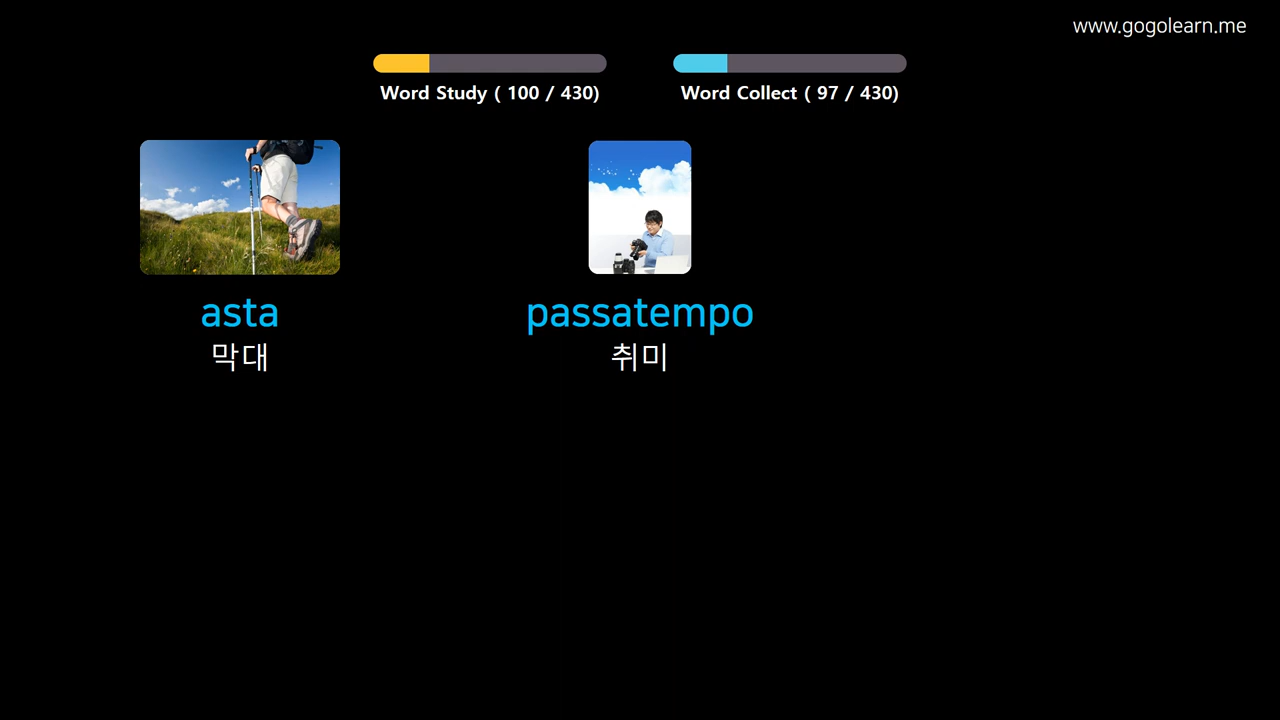 www.gogolearn.me
Word Study ( 100 / 430)
Word Collect ( 97 / 430)
asta
막대
passatempo
취미